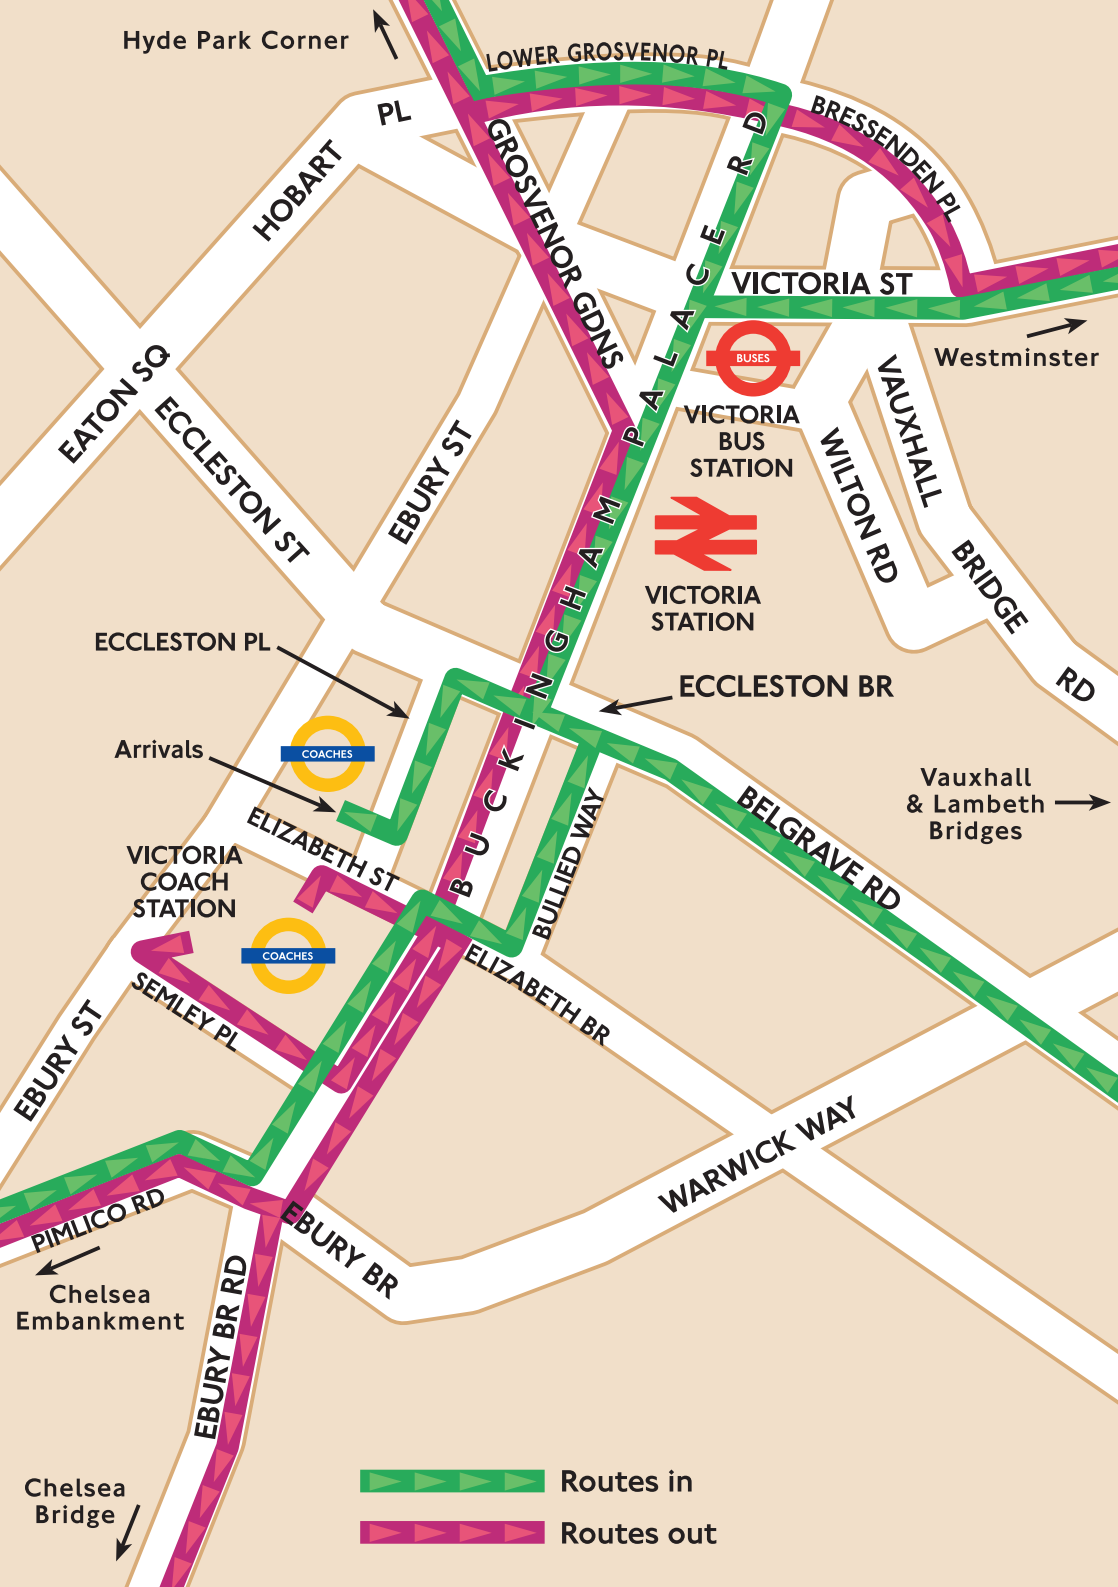 Hyde Park Corner
LOWER GROSVENOR PL
PL
HOBART
BRESSENDEN PL
GROSVENOR GDNS
VICTORIA ST
Westminster
BUSES
VICTORIA
BUS
STATION
EATON SQ
ECCLESTON ST
EBURY ST
VAUXHALL
BRIDGE
RD
WILTON RD
BUCKINGHAM PALACE RD
VICTORIA
STATION
ECCLESTON PL
ECCLESTON BR
Arrivals
COACHES
Vauxhall
& Lambeth
Bridges
BELGRAVE RD
ELIZABETH ST
BULLIED WAY
VICTORIA
COACH
STATION
COACHES
ELIZABETH BR
SEMLEY PL
EBURY ST
WARWICK WAY
PIMLICO RD
EBURY BR
Chelsea
Embankment
EBURY BR RD
Chelsea
Bridge
Routes in
Routes out